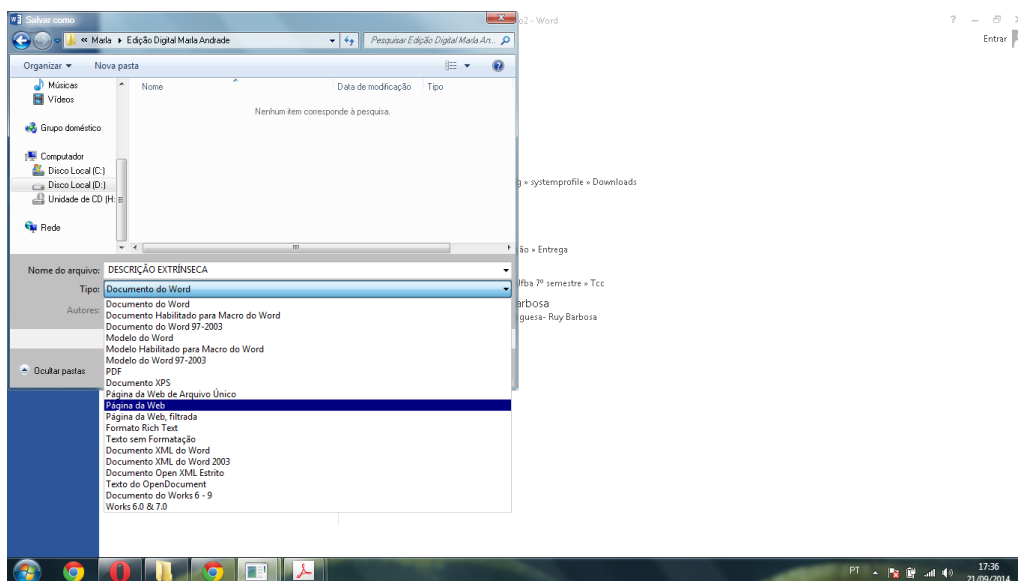 Salvar como
o2 - Word
?
Entrar
« Marla ▸ Edição Digital Marla Andrade
Pesquisar Edição Digital Marla An...
Organizar
Nova pasta
Músicas
Vídeos
Grupo doméstico
Computador
Disco Local (C:)
Disco Local (D:)
Unidade de CD (H:
Rede
Nome
Data de modificação
Tipo
Nenhum item corresponde à pesquisa.
g » systemprofile » Downloads
ão » Entrega
Ifba 7º semestre » Tcc
arbosa
guesa- Ruy Barbosa
Nome do arquivo: DESCRIÇÃO EXTRÍNSECA
Tipo: Documento do Word
Autores:
Documento do Word
Documento Habilitado para Macro do Word
Documento do Word 97-2003
Modelo do Word
Modelo Habilitado para Macro do Word
Modelo do Word 97-2003
PDF
Documento XPS
Página da Web de Arquivo Único
Página da Web
Página da Web, filtrada
Formato Rich Text
Texto sem Formatação
Documento XML do Word
Documento XML do Word 2003
Documento Open XML Estrito
Texto do OpenDocument
Documento do Works 6 - 9
Works 6.0 & 7.0
Ocultar pastas
PT
17:36
21/09/2014